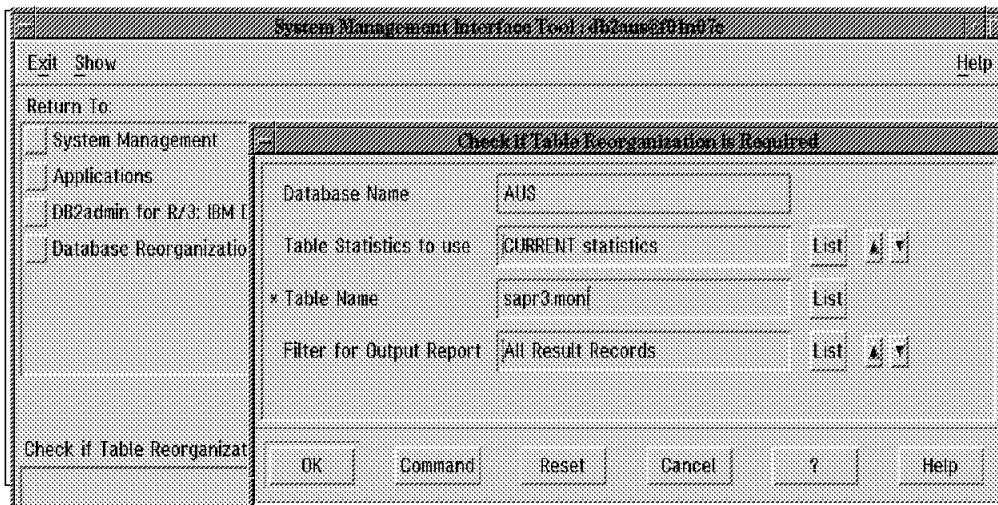 System Management Interface Tool : db2aus@f01n07e
Exit Show Help
Return To:
System Management
Applications
DB2admin for R/3: IBM
Database Reorganizatio
Check if Table Reorganizat
Check if Table Reorganization is Required
Database Name AUS
Table Statistics to use CURRENT statistics List
* Table Name sapr3.moni List
Filter for Output Report All Result Records List
OK Command Reset Cancel ? Help